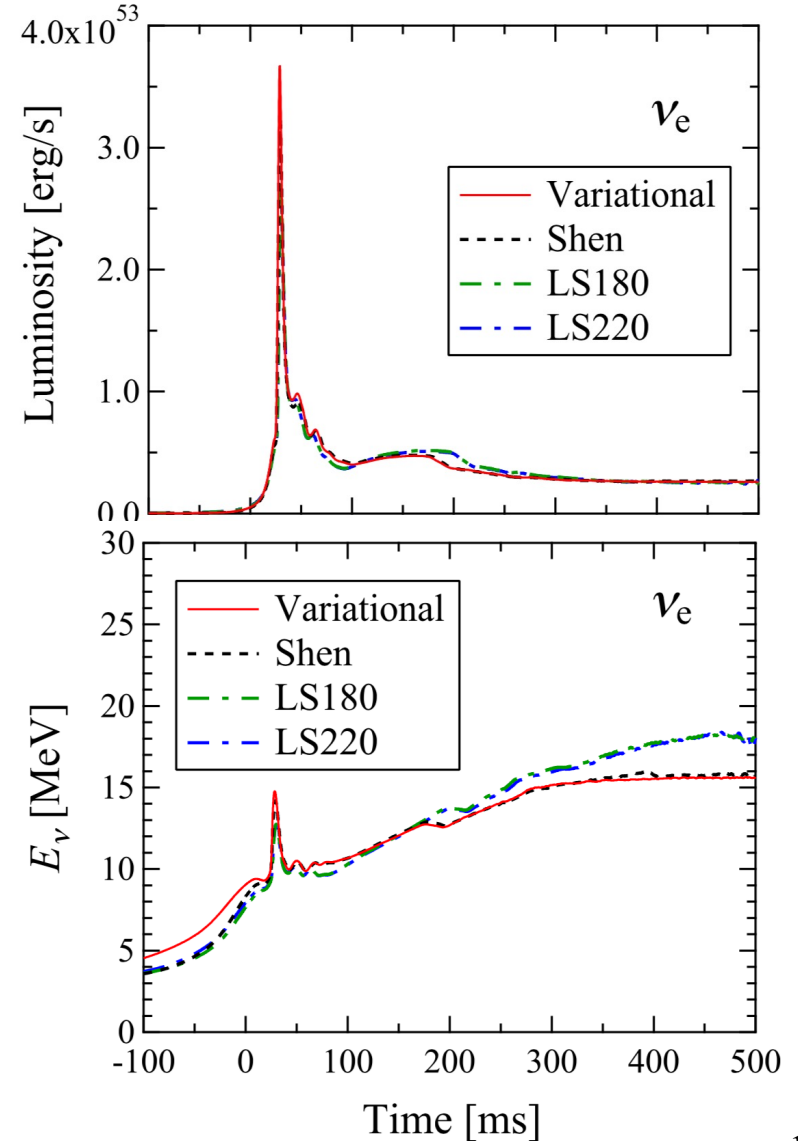 4.0x10^53
3.0
2.0
1.0
0.0
Luminosity [erg/s]
νe
Variational
Shen
LS180
LS220
30
25
20
15
10
5
0
Eν [MeV]
νe
Variational
Shen
LS180
LS220
-100 0 100 200 300 400 500
Time [ms]